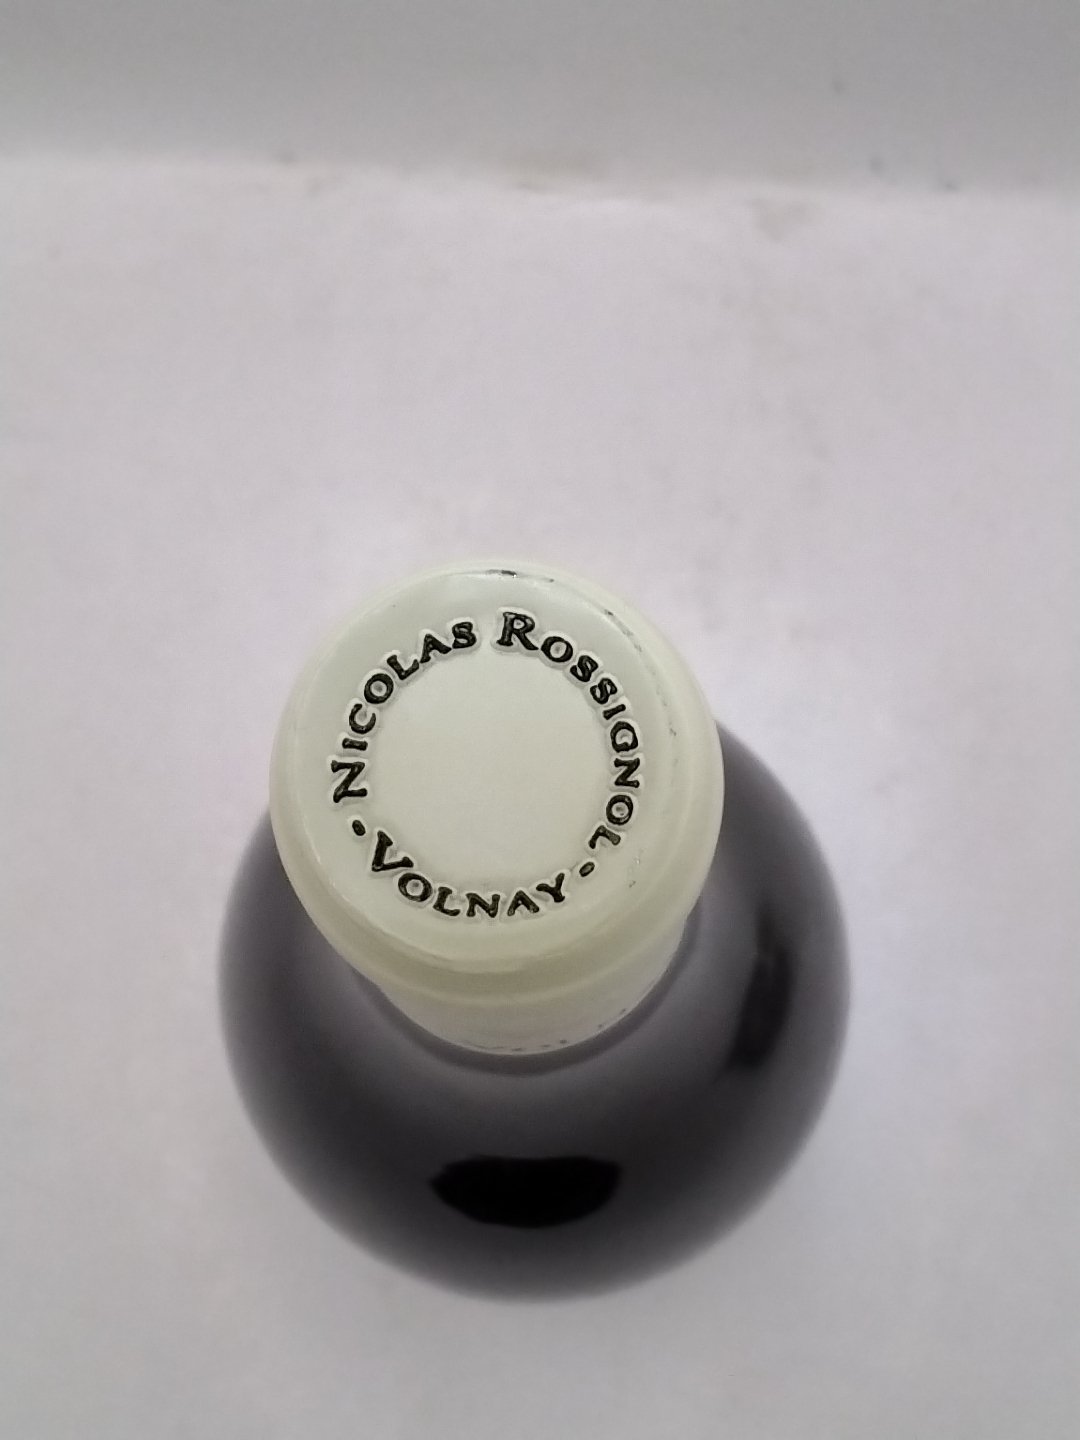 Nicolas Rossignol
• Volnay •